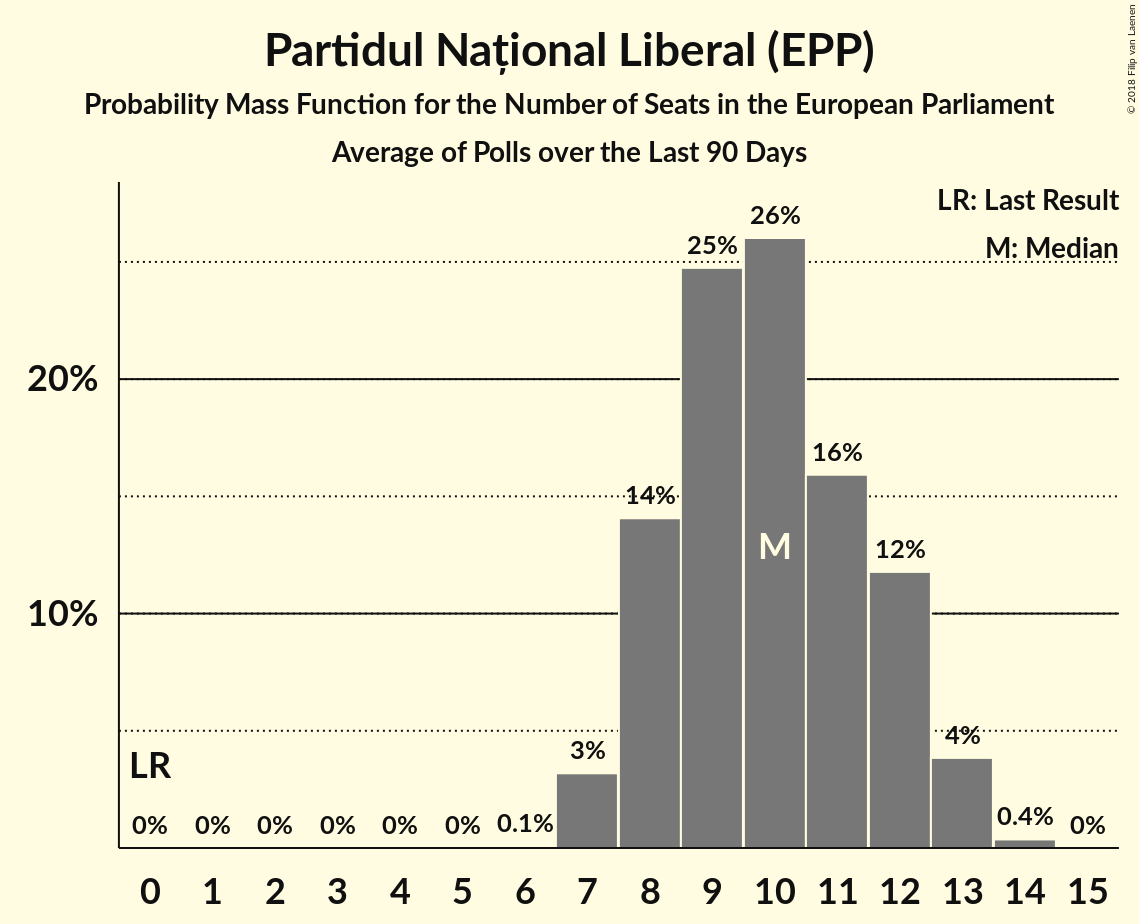 Partidul Național Liberal (EPP)
Probability Mass Function for the Number of Seats in the European Parliament
Average of Polls over the Last 90 Days
© 2018 Filip van Laenen
LR: Last Result
M: Median
26%
25%
20%
16%
14%
M
12%
10%
4%
3%
LR
0% 0% 0% 0% 0% 0% 0.1% 0.4% 0%
0 1 2 3 4 5 6 7 8 9 10 11 12 13 14 15